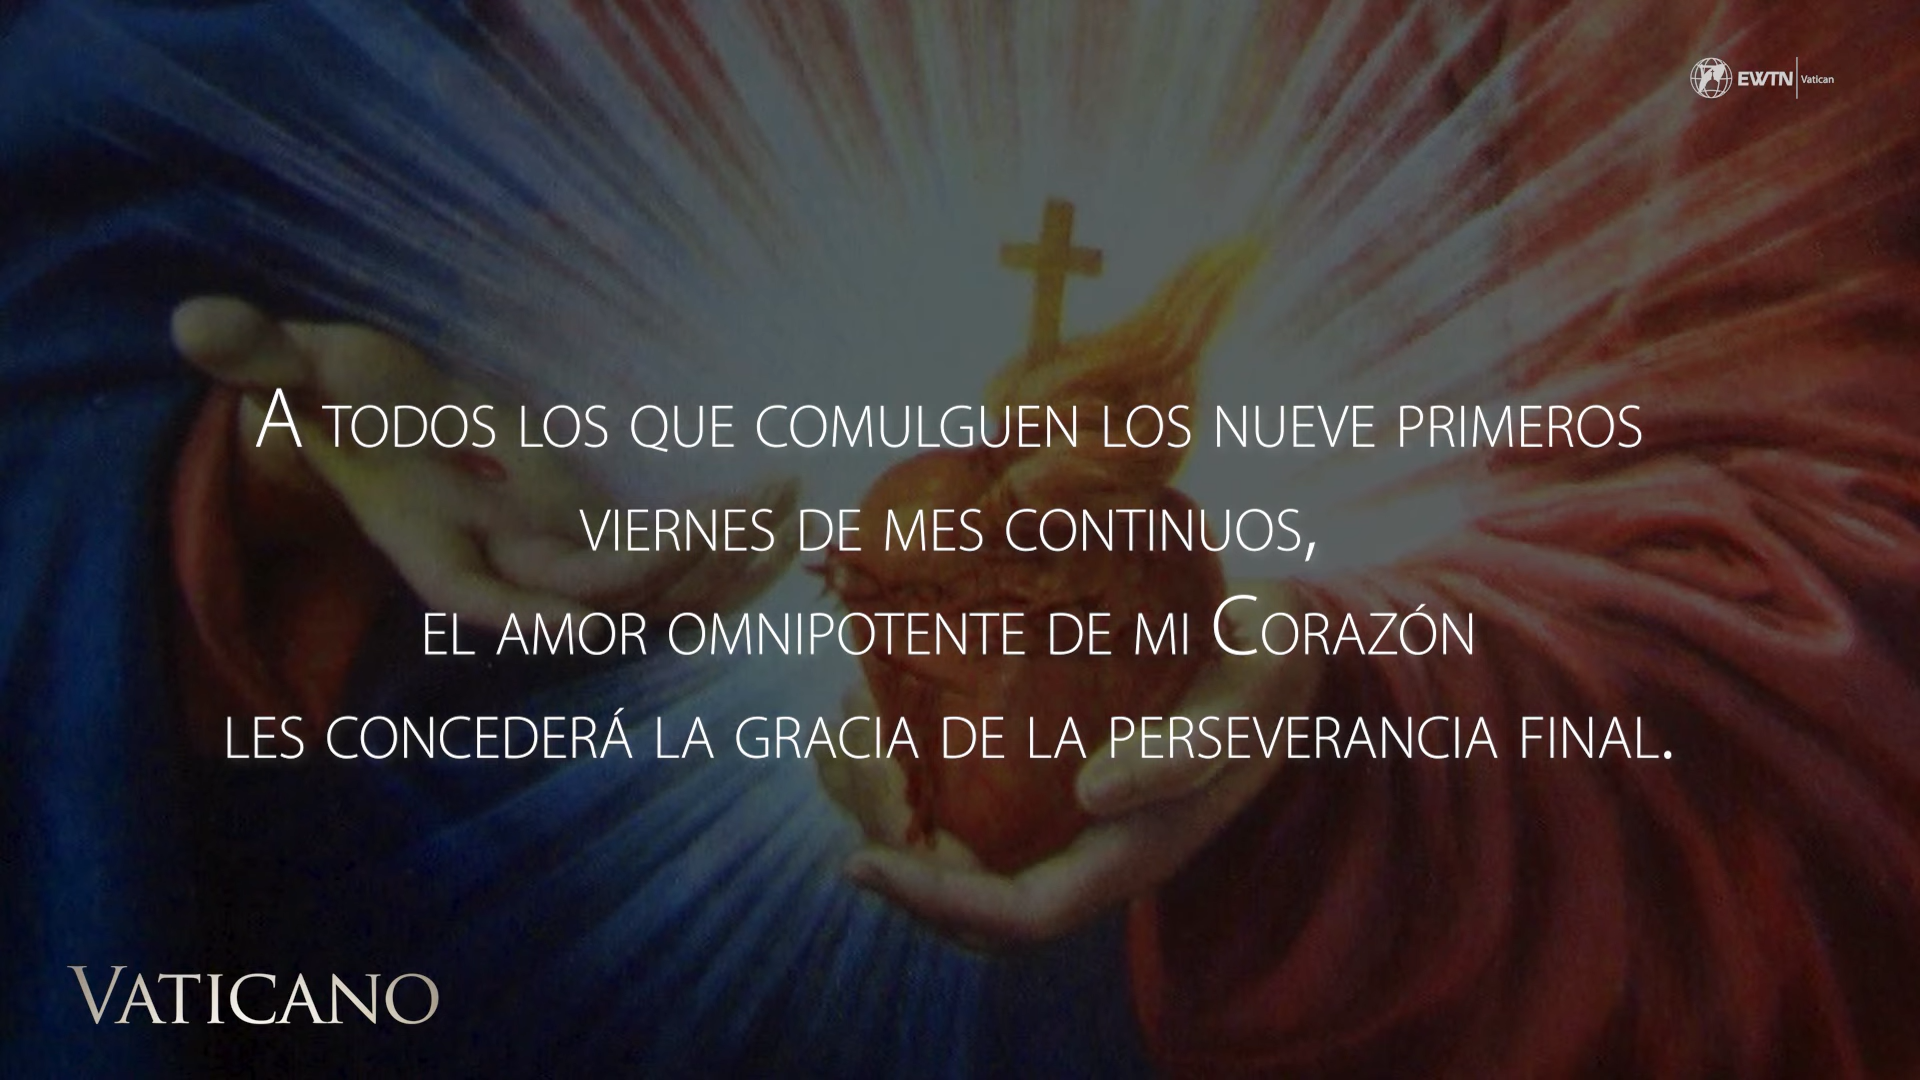 EWTN Vatican
A TODOS LOS QUE COMULGUEN LOS NUEVE PRIMEROS
VIERNES DE MES CONTINUOS,
EL AMOR OMNIPOTENTE DE MI CORAZÓN
LES CONCEDERÁ LA GRACIA DE LA PERSEVERANCIA FINAL.
VATICANO